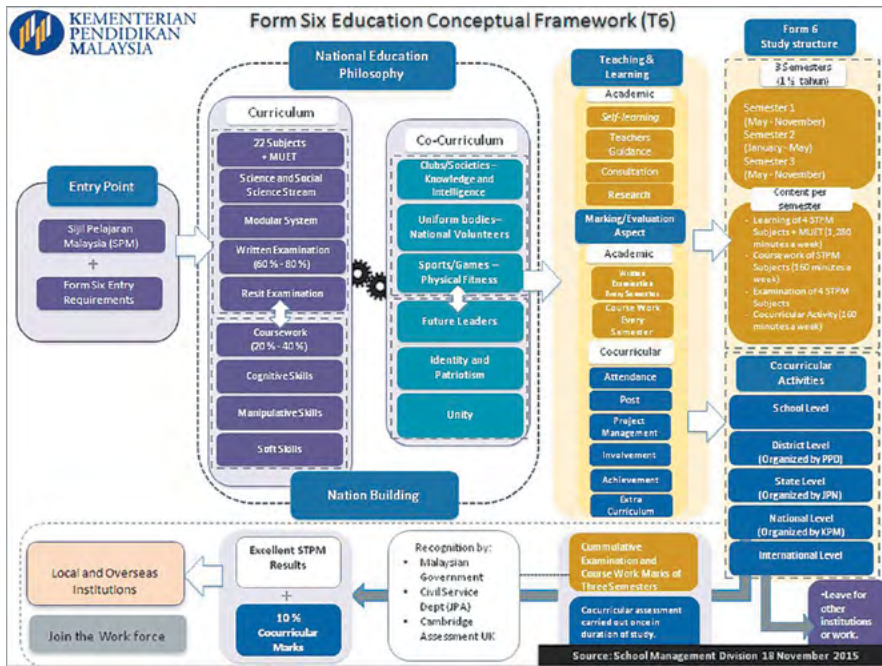 KEMENTERIAN
PENDIDIKAN
MALAYSIA
Form Six Education Conceptual Framework (T6)
Entry Point
Sijil Pelajaran
Malaysia (SPM)
+
Form Six Entry
Requirements
National Education
Philosophy
Curriculum
22 Subjects
+ MUET
Science and Social
Science Stream
Modular System
Written Examination
(60 % - 80 %)
Resit Examination
Coursework
(20 % - 40 %)
Cognitive Skills
Manipulative Skills
Soft Skills
Co-Curriculum
Clubs/Societies –
Knowledge and
Intelligence
Uniform bodies–
National Volunteers
Sports/Games –
Physical Fitness
Future Leaders
Identity and
Patriotism
Unity
Nation Building
Teaching &
Learning
Academic
Self-learning
Teachers
Guidance
Consultation
Research
Marking/Evaluation
Aspect
Academic
Written
Examination
Every Semester
Course Work
Every
Semester
Cocurricular
Attendance
Post
Project
Management
Involvement
Achievement
Extra
Curriculum
Form 6
Study structure
3 Semesters
(1 ½ tahun)
Semester 1
(May - November)
Semester 2
(January - May)
Semester 3
(May - November)
Content per
semester
- Learning of 4 STPM
Subjects + MUET (1,280
minutes a week)
- Coursework of STPM
Subjects (160 minutes a
week)
- Examination of 4 STPM
Subjects
- Cocurricular Activity (160
minutes a week)
Cocurricular
Activities
School Level
District Level
(Organized by PPD)
State Level
(Organized by JPN)
National Level
(Organized by KPM)
International Level
Local and Overseas
Institutions
Join the Work force
Excellent STPM
Results
+
10 %
Cocurricular
Marks
Recognition by:
• Malaysian
Government
• Civil Service
Dept (JPA)
• Cambridge
Assessment UK
Cummulative
Examination and
Course Work Marks of
Three Semesters
Cocurricular assessment
carried out once in
duration of study.
•Leave for
other
institutions
or work.
Source: School Management Division 18 November 2015